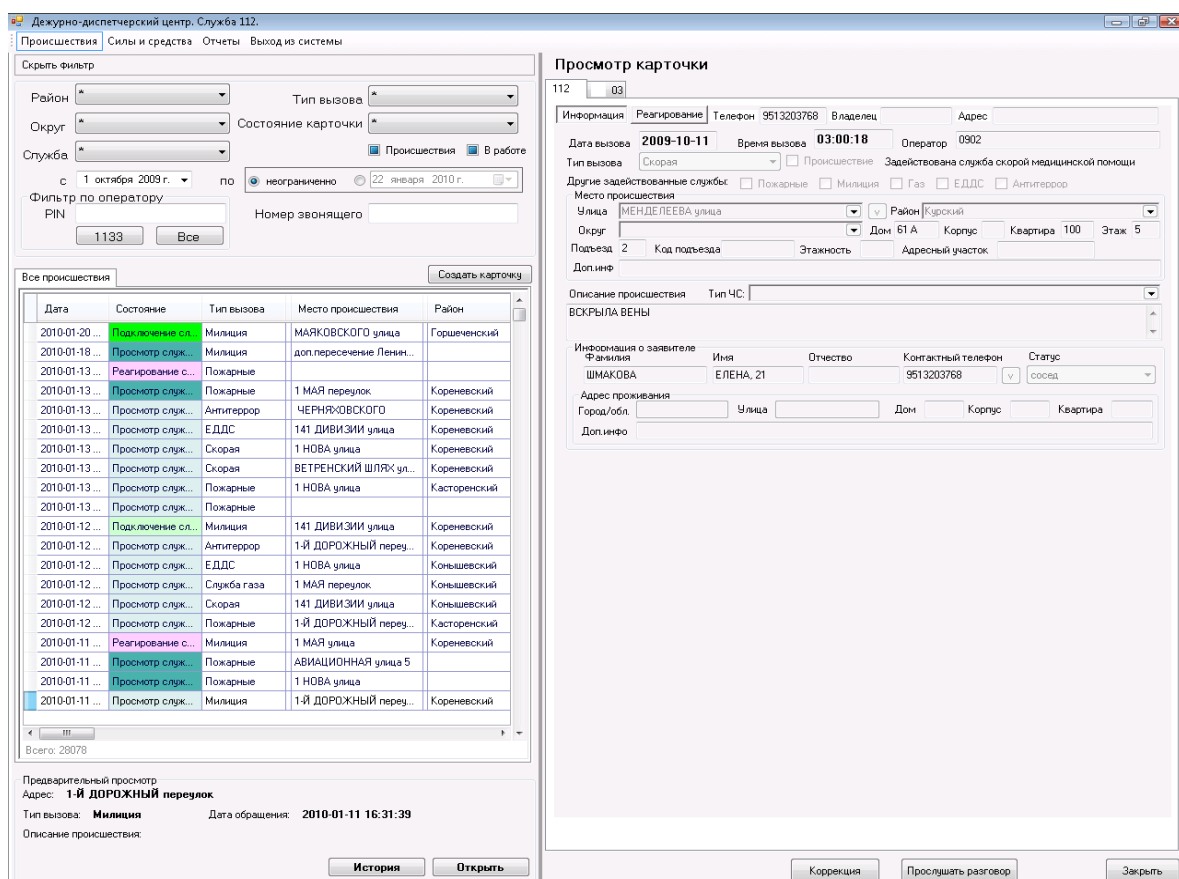 Дежурно-диспетчерский центр. Служба 112.
Происшествия Силы и средства Отчеты Выход из системы
Скрыть фильтр
Район * Тип вызова *
Округ * Состояние карточки *
Служба * Происшествия В работе
с 1 октября 2009 г. по неограниченно 22 января 2010 г.
Фильтр по оператору
PIN Номер звонящего
1133 Все
Все происшествия Создать карточку
Дата Состояние Тип вызова Место происшествия Район
2010-01-20 ... Подключение сл... Милиция МАЯКОВСКОГО улица Горшеченский
2010-01-18 ... Просмотр служ... Милиция доп.пересечение Ленин...
2010-01-13 ... Реагирование с... Пожарные
2010-01-13 ... Просмотр служ... Пожарные 1 МАЯ переулок Кореневский
2010-01-13 ... Просмотр служ... Антитеррор ЧЕРНЯХОВСКОГО Кореневский
2010-01-13 ... Просмотр служ... ЕДДС 141 ДИВИЗИИ улица Кореневский
2010-01-13 ... Просмотр служ... Скорая 1 НОВА улица Кореневский
2010-01-13 ... Просмотр служ... Скорая ВЕТРЕНСКИЙ ШЛЯХ ул... Кореневский
2010-01-13 ... Просмотр служ... Пожарные 1 НОВА улица Касторенский
2010-01-13 ... Просмотр служ... Пожарные
2010-01-12 ... Подключение сл... Милиция 141 ДИВИЗИИ улица Кореневский
2010-01-12 ... Просмотр служ... Антитеррор 1-Й ДОРОЖНЫЙ переу... Кореневский
2010-01-12 ... Просмотр служ... ЕДДС 1 НОВА улица Конышевский
2010-01-12 ... Просмотр служ... Служба газа 1 МАЯ переулок Конышевский
2010-01-12 ... Просмотр служ... Скорая 141 ДИВИЗИИ улица Конышевский
2010-01-12 ... Просмотр служ... Пожарные 1-Й ДОРОЖНЫЙ переу... Касторенский
2010-01-11 ... Реагирование с... Милиция 1 МАЯ улица Кореневский
2010-01-11 ... Просмотр служ... Пожарные АВИАЦИОННАЯ улица 5
2010-01-11 ... Просмотр служ... Пожарные 1 НОВА улица
2010-01-11 ... Просмотр служ... Милиция 1-Й ДОРОЖНЫЙ переу... Кореневский
Всего: 28078
Предварительный просмотр
Адрес: 1-Й ДОРОЖНЫЙ переулок
Тип вызова: Милиция Дата обращения: 2010-01-11 16:31:39
Описание происшествия:
История Открыть
Просмотр карточки
112 03
Информация Реагирование Телефон 9513203768 Владелец Адрес
Дата вызова 2009-10-11 Время вызова 03:00:18 Оператор 0902
Тип вызова Скорая Происшествие Задействована служба скорой медицинской помощи
Другие задействованные службы: Пожарные Милиция Газ ЕДДС Антитеррор
Место происшествия
Улица МЕНДЕЛЕЕВА улица v Район Курский
Округ Дом 61 А Корпус Квартира 100 Этаж 5
Подъезд 2 Код подъезда Этажность Адресный участок
Доп.инф
Описание происшествия Тип ЧС:
ВСКРЫЛА ВЕНЫ
Информация о заявителе
Фамилия Имя Отчество Контактный телефон Статус
ШМАКОВА ЕЛЕНА, 21 9513203768 v сосед
Адрес проживания
Город/обл. Улица Дом Корпус Квартира
Доп.инфо
Коррекция Прослушать разговор Закрыть